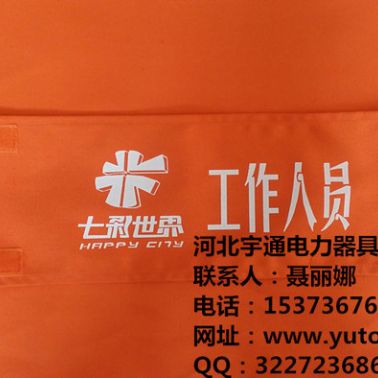 七彩世界 工作人员
HAPPY CITY
河北宇通电力器具
联系人：聂丽娜
电话：15373676
网址：www.yuto
QQ：322723686